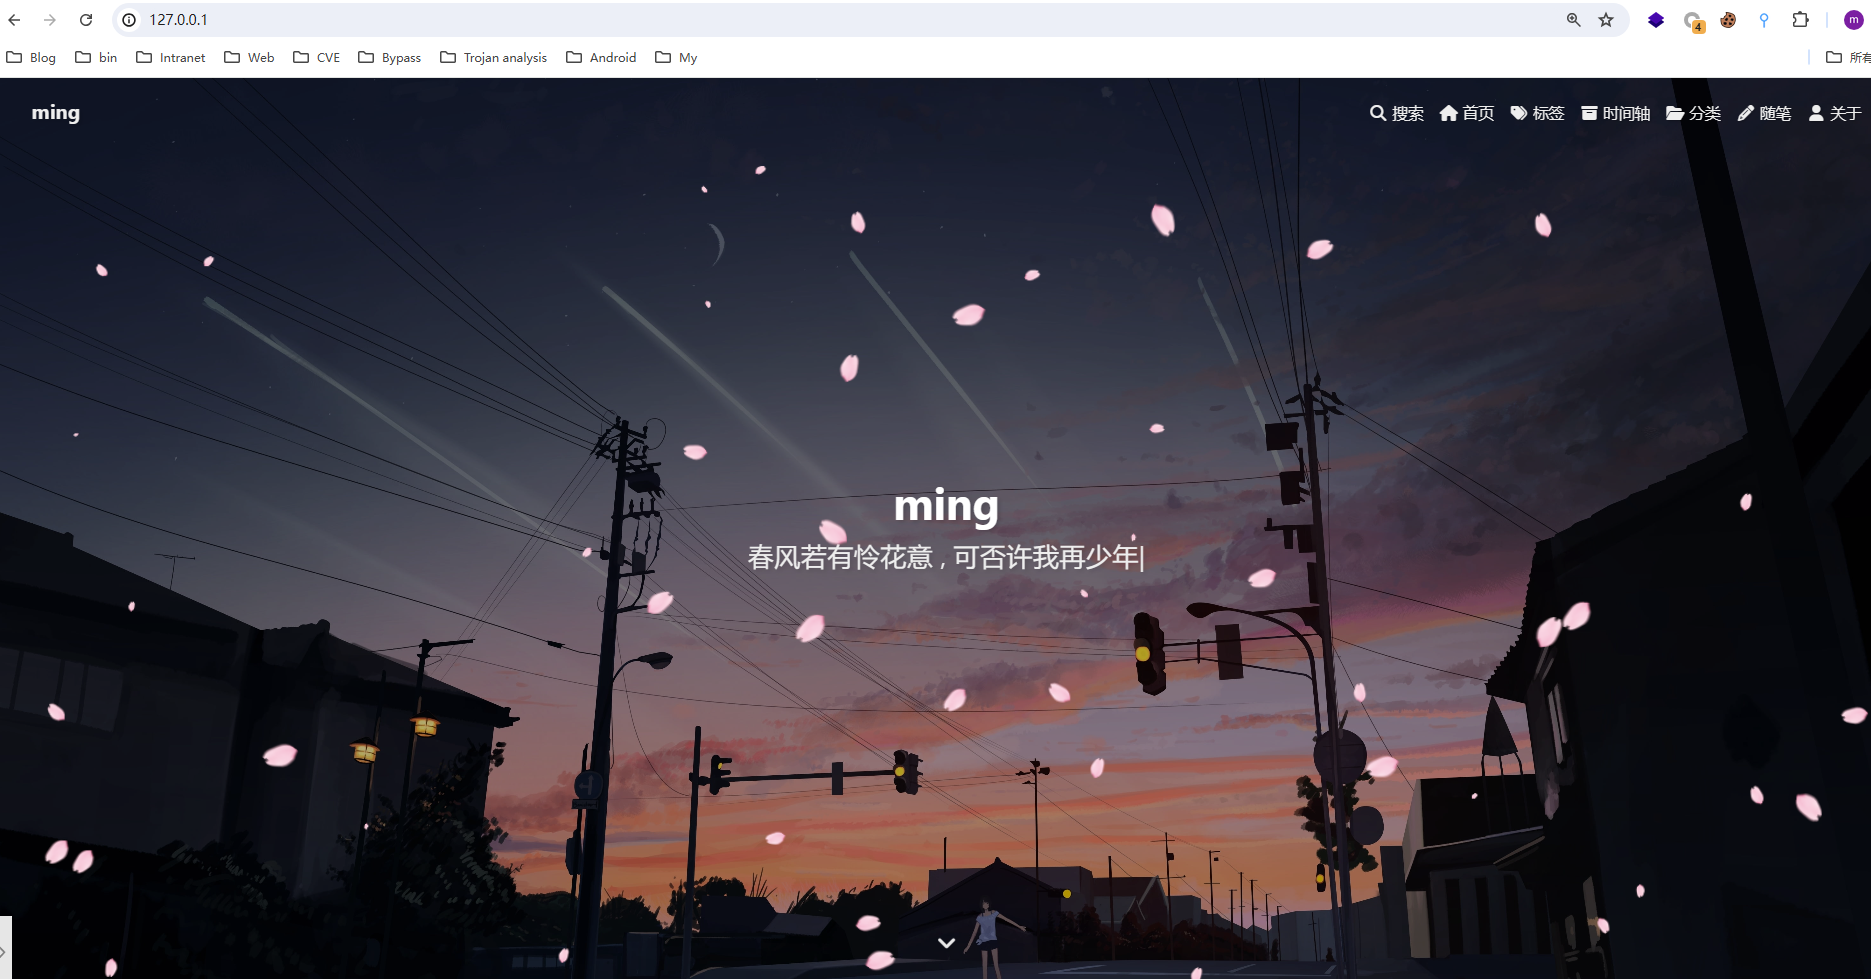 127.0.0.1
4
m
Blog bin Intranet Web CVE Bypass Trojan analysis Android My 所有
ming
搜索 首页 标签 时间轴 分类 随笔 关于
ming
春风若有怜花意，可否许我再少年|